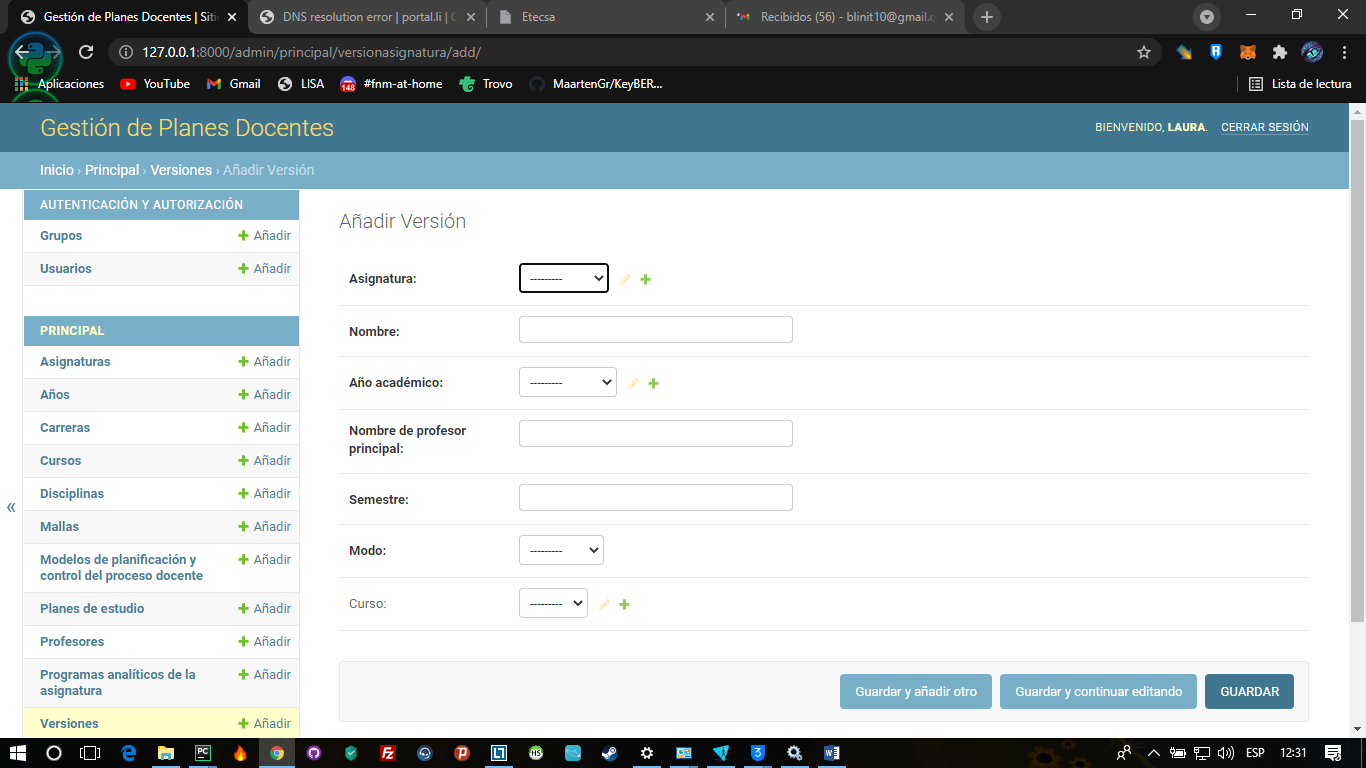 Gestión de Planes Docentes | Siti
DNS resolution error | portal.li | C
Etecsa
Recibidos (56) - blinit10@gmail.c
127.0.0.1:8000/admin/principal/versionasignatura/add/
Aplicaciones
YouTube
Gmail
LISA
148
#fnm-at-home
Trovo
MaartenGr/KeyBER...
Lista de lectura
Gestión de Planes Docentes
BIENVENIDO, LAURA. CERRAR SESIÓN
Inicio › Principal › Versiones › Añadir Versión
AUTENTICACIÓN Y AUTORIZACIÓN
Grupos Añadir
Usuarios Añadir
PRINCIPAL
Asignaturas Añadir
Años Añadir
Carreras Añadir
Cursos Añadir
Disciplinas Añadir
Mallas Añadir
Modelos de planificación y Añadir
control del proceso docente
Planes de estudio Añadir
Profesores Añadir
Programas analíticos de la Añadir
asignatura
Versiones Añadir
«
Añadir Versión
Asignatura: ---------
Nombre:
Año académico: ---------
Nombre de profesor
principal:
Semestre:
Modo: ---------
Curso: ---------
Guardar y añadir otro
Guardar y continuar editando
GUARDAR
ESP
12:31